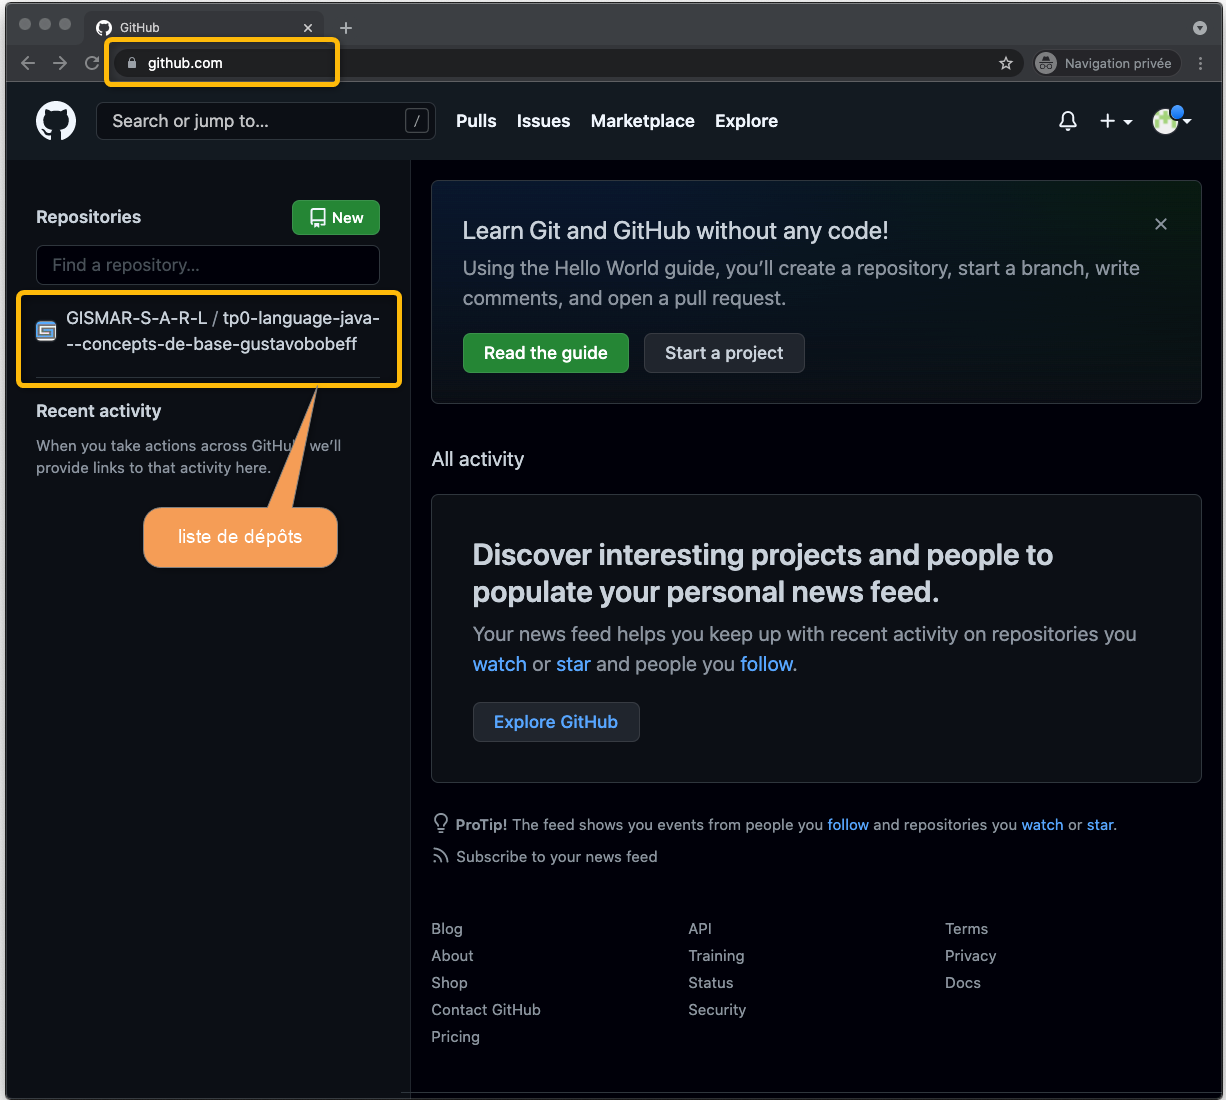 GitHub
github.com
Navigation privée
Search or jump to...
/
Pulls
Issues
Marketplace
Explore
Repositories
New
Find a repository...
GISMAR-S-A-R-L / tp0-language-java-
--concepts-de-base-gustavobobeff
Recent activity
When you take actions across GitHu we'll
provide links to that activity here.
liste de dépôts
Learn Git and GitHub without any code!
Using the Hello World guide, you'll create a repository, start a branch, write
comments, and open a pull request.
Read the guide
Start a project
All activity
Discover interesting projects and people to
populate your personal news feed.
Your news feed helps you keep up with recent activity on repositories you
watch or star and people you follow.
Explore GitHub
ProTip! The feed shows you events from people you follow and repositories you watch or star.
Subscribe to your news feed
Blog
About
Shop
Contact GitHub
Pricing
API
Training
Status
Security
Terms
Privacy
Docs